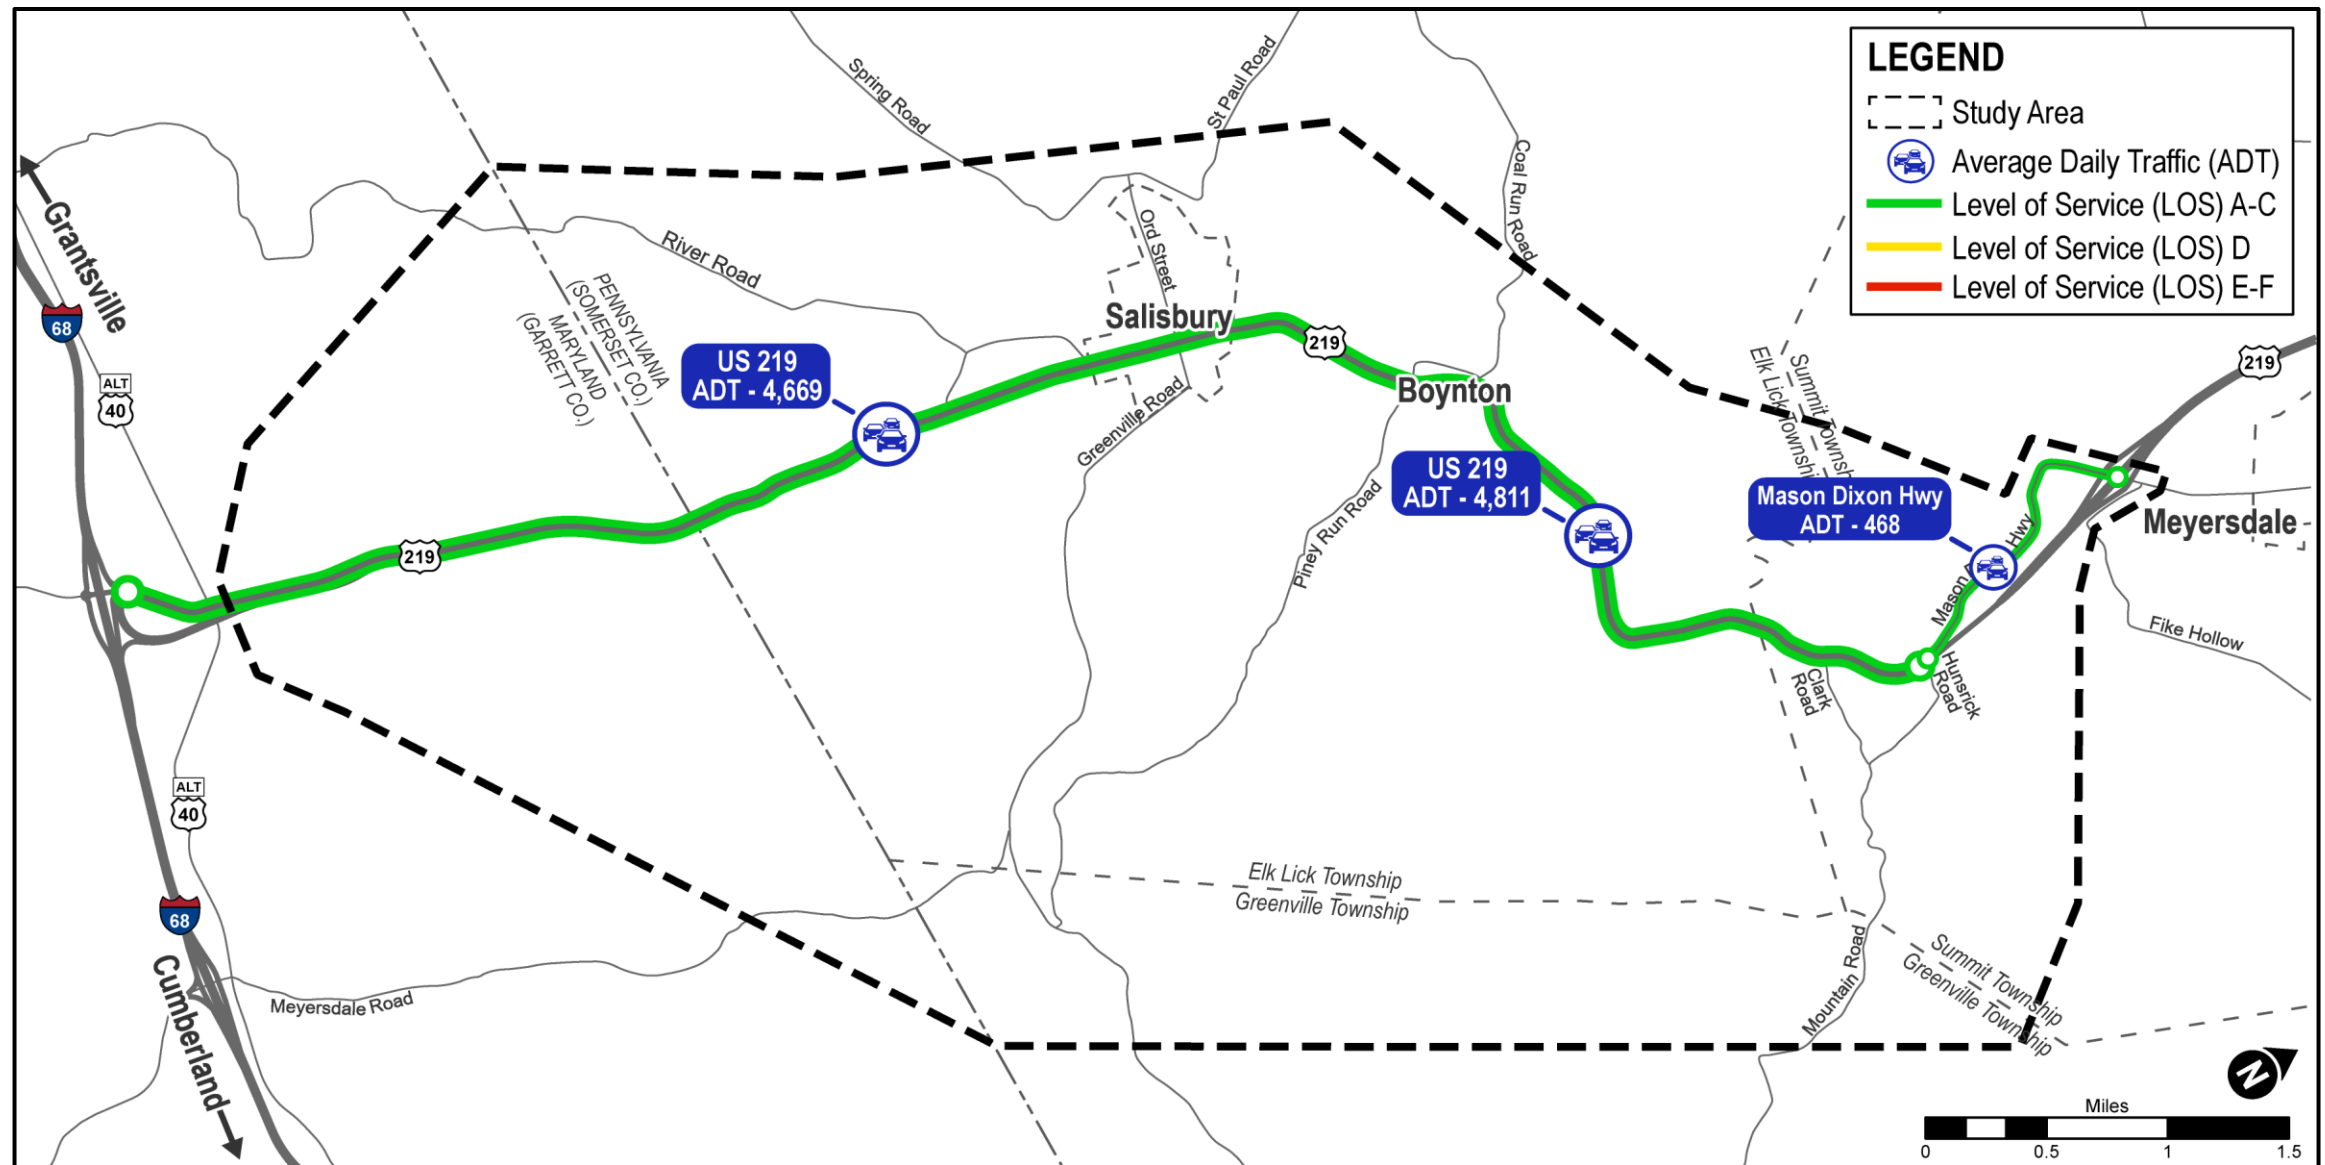 LEGEND
Study Area
Average Daily Traffic (ADT)
Level of Service (LOS) A-C
Level of Service (LOS) D
Level of Service (LOS) E-F
Spring Road
St Paul Road
Coal Run Road
Grantsville
68
ALT
40
River Road
PENNSYLVANIA
(SOMERSET CO.)
MARYLAND
(GARRETT CO.)
Ord Street
Salisbury
219
US 219
ADT - 4,669
Greenville Road
Boynton
Elk Lick Township
Summit Townsh
219
US 219
ADT - 4,811
Piney Run Road
Mason Dixon Hwy
ADT - 468
Meyersdale
219
Mason
Hwy
Fike Hollow
Clark
Road
Hunsrick
Road
ALT
40
68
Elk Lick Township
Greenville Township
Cumberland
Meyersdale Road
Mountain Road
Summit Township
Greenville Township
N
Miles
0 0.5 1 1.5